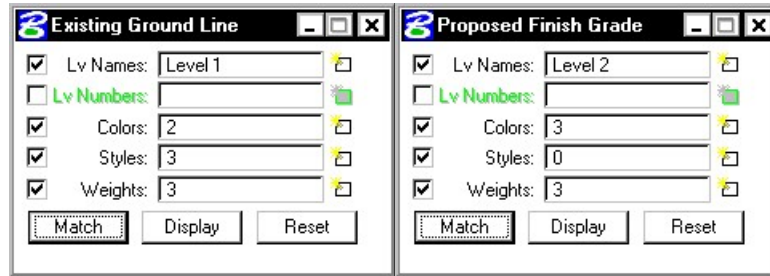 Existing Ground Line
Lv Names: Level 1
Lv Numbers:
Colors: 2
Styles: 3
Weights: 3
Match Display Reset
Proposed Finish Grade
Lv Names: Level 2
Lv Numbers:
Colors: 3
Styles: 0
Weights: 3
Match Display Reset